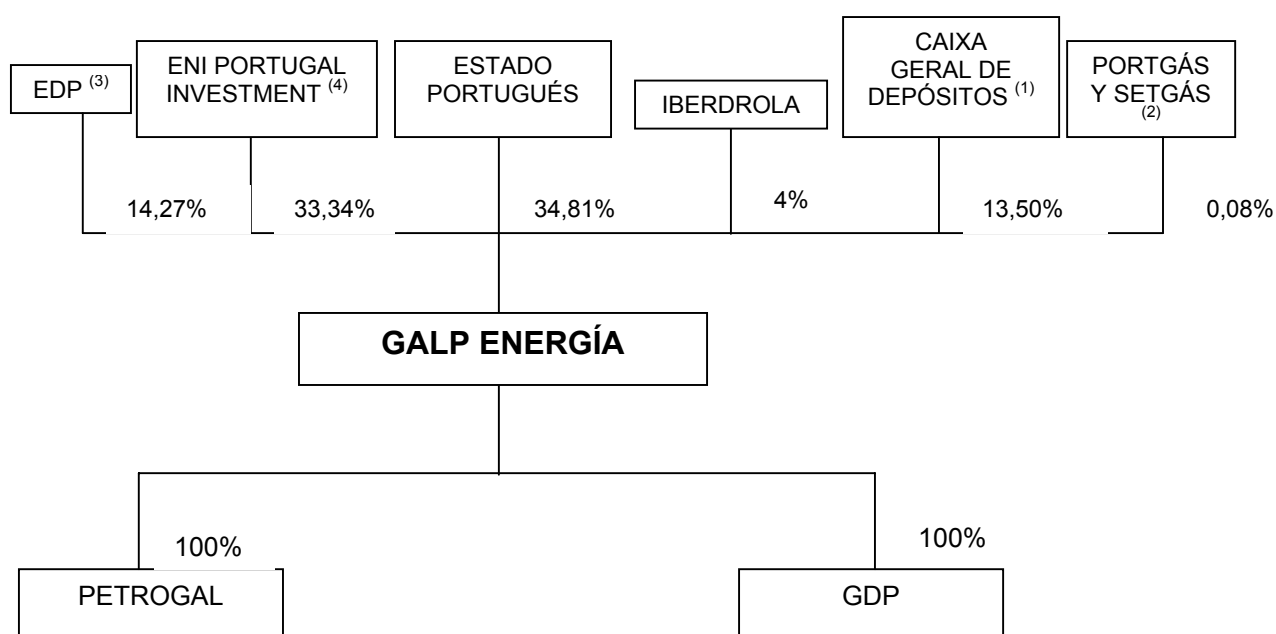 EDP (3)
ENI PORTUGAL
INVESTMENT (4)
ESTADO
PORTUGUÉS
IBERDROLA
CAIXA
GERAL DE
DEPÓSITOS (1)
PORTGÁS
Y SETGÁS
(2)
14,27%
33,34%
34,81%
4%
13,50%
0,08%
GALP ENERGÍA
100%
100%
PETROGAL
GDP